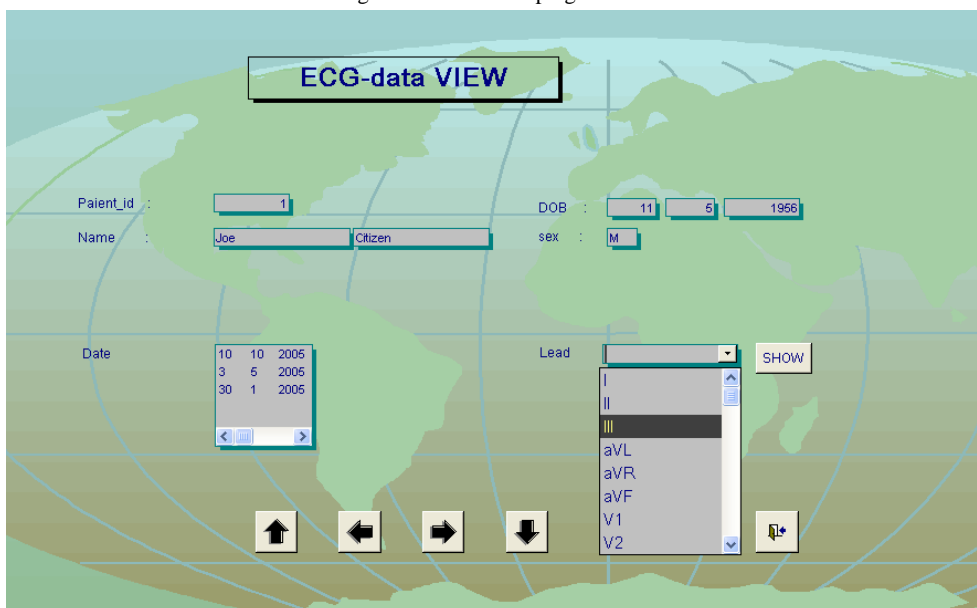 ECG-data VIEW
Paient_id : 1
DOB : 11 5 1956
Name : Joe Citizen
sex : M
Date
10 10 2005
3 5 2005
30 1 2005
Lead
SHOW
I
II
III
aVL
aVR
aVF
V1
V2